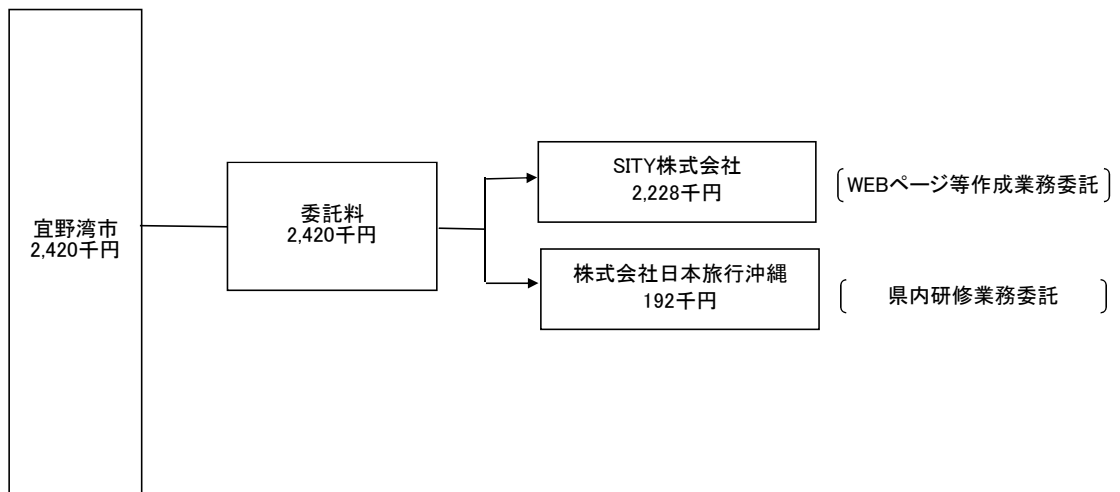 宜野湾市
2,420千円
委託料
2,420千円
SITY株式会社
2,228千円
〔WEBページ等作成業務委託〕
株式会社日本旅行沖縄
192千円
〔県内研修業務委託〕